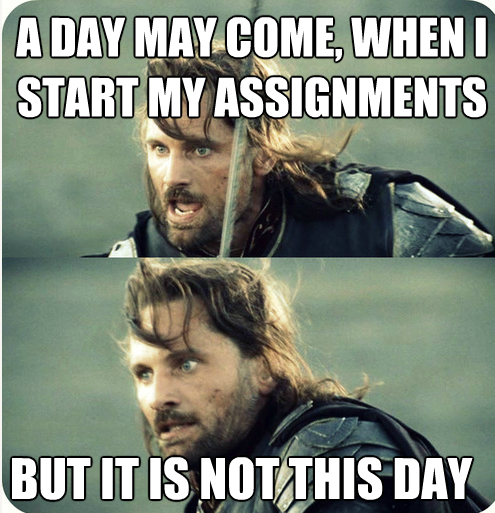 A DAY MAY COME, WHEN I
START MY ASSIGNMENTS
BUT IT IS NOT THIS DAY